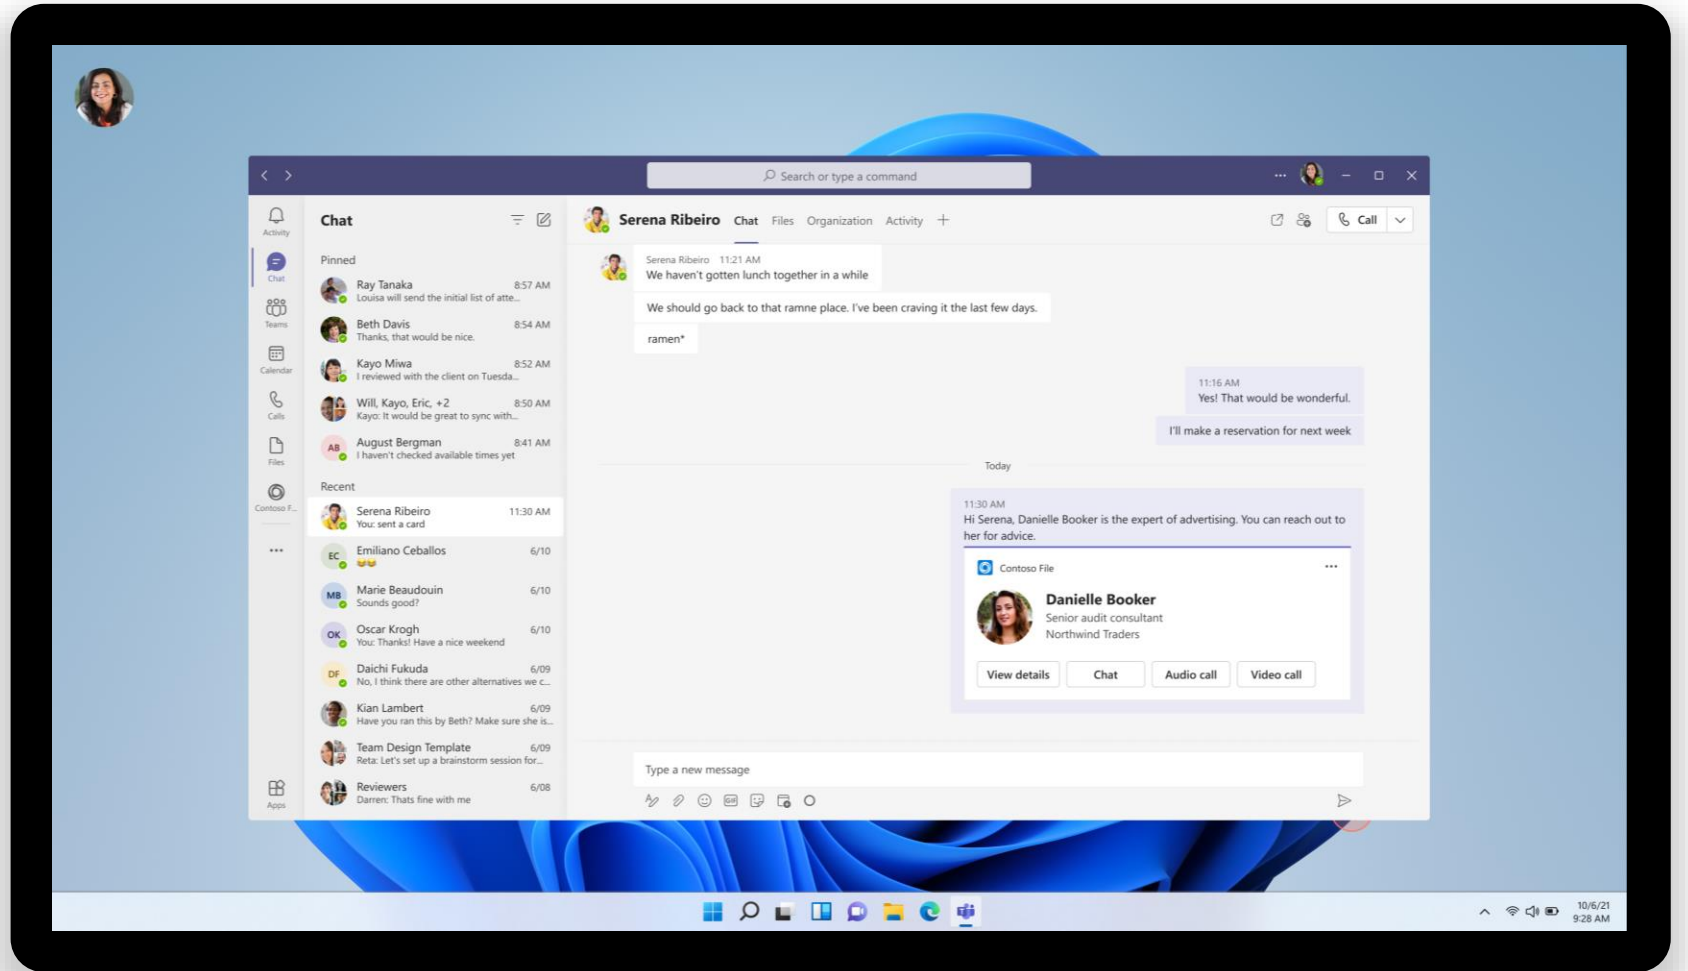 Search or type a command
Activity
Chat
Teams
Calendar
Calls
Files
Contoso F...
Apps
Chat
Pinned
Ray Tanaka 8:57 AM
Louisa will send the initial list of atte...
Beth Davis 8:54 AM
Thanks, that would be nice.
Kayo Miwa 8:52 AM
I reviewed with the client on Tuesda...
Will, Kayo, Eric, +2 8:50 AM
Kayo: It would be great to sync with...
AB August Bergman 8:41 AM
I haven't checked available times yet
Recent
Serena Ribeiro 11:30 AM
You: sent a card
EC Emiliano Ceballos 6/10
MB Marie Beaudouin 6/10
Sounds good?
OK Oscar Krogh 6/10
You: Thanks! Have a nice weekend
DF Daichi Fukuda 6/09
No, I think there are other alternatives we c...
Kian Lambert 6/09
Have you ran this by Beth? Make sure she is...
Team Design Template 6/09
Reta: Let's set up a brainstorm session for...
Reviewers 6/08
Darren: Thats fine with me
Serena Ribeiro Chat Files Organization Activity
Call
Serena Ribeiro 11:21 AM
We haven't gotten lunch together in a while
We should go back to that ramne place. I've been craving it the last few days.
ramen*
11:16 AM
Yes! That would be wonderful.
I'll make a reservation for next week
Today
11:30 AM
Hi Serena, Danielle Booker is the expert of advertising. You can reach out to
her for advice.
Contoso File
Danielle Booker
Senior audit consultant
Northwind Traders
View details Chat Audio call Video call
Type a new message
GIF
10/6/21
9:28 AM